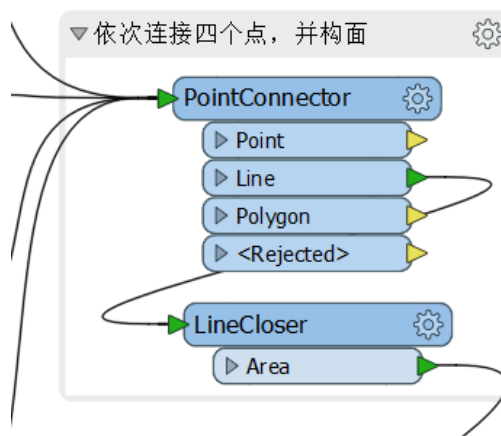 依次连接四个点，并构面
PointConnector
Point
Line
Polygon
<Rejected>
LineCloser
Area